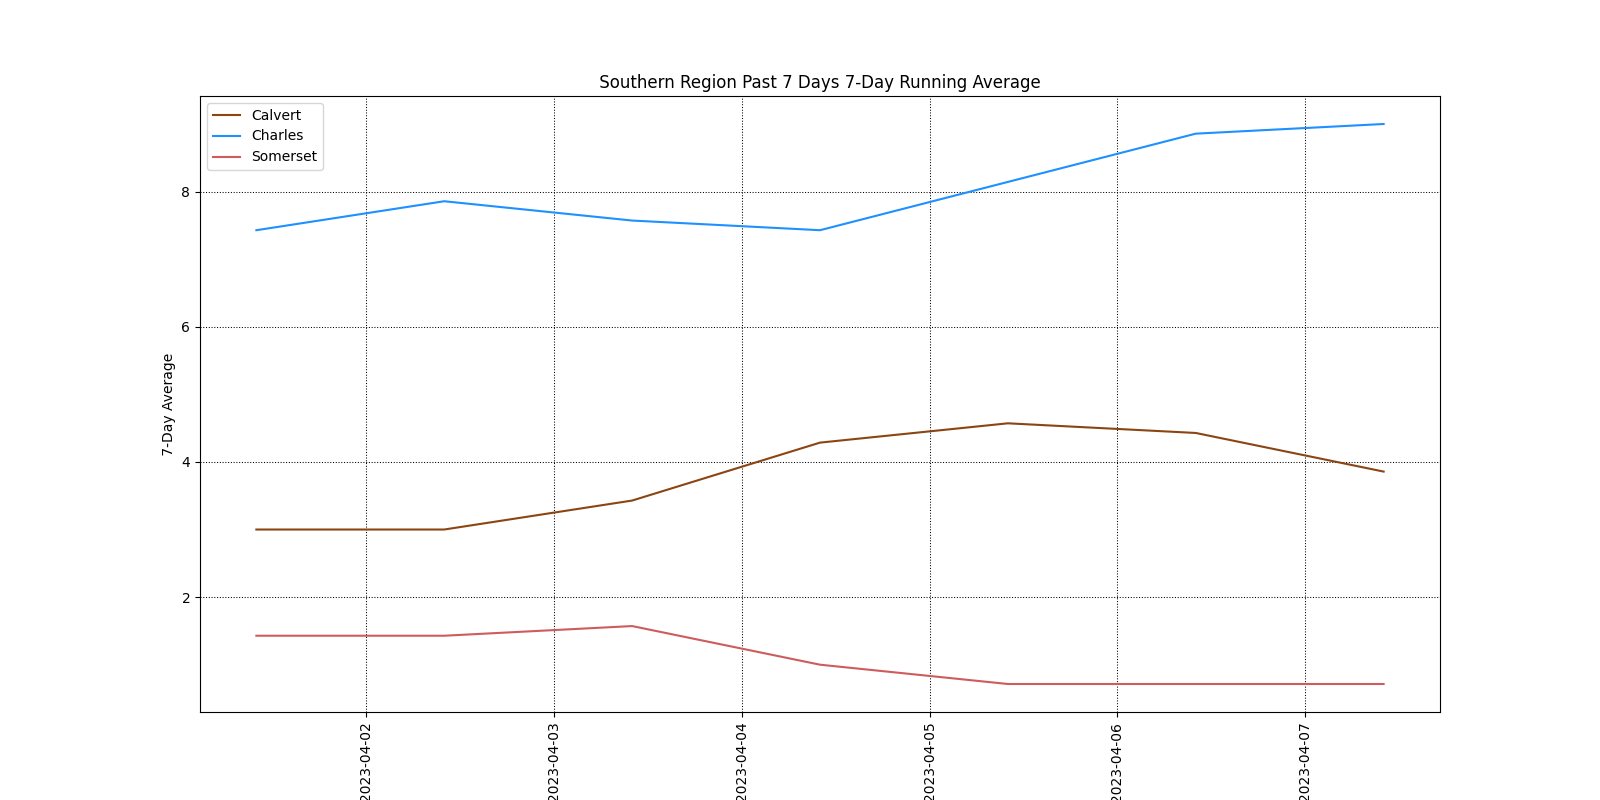 Southern Region Past 7 Days 7-Day Running Average
Calvert
Charles
Somerset
8
6
4
2
7-Day Average
2023-04-02
2023-04-03
2023-04-04
2023-04-05
2023-04-06
2023-04-07